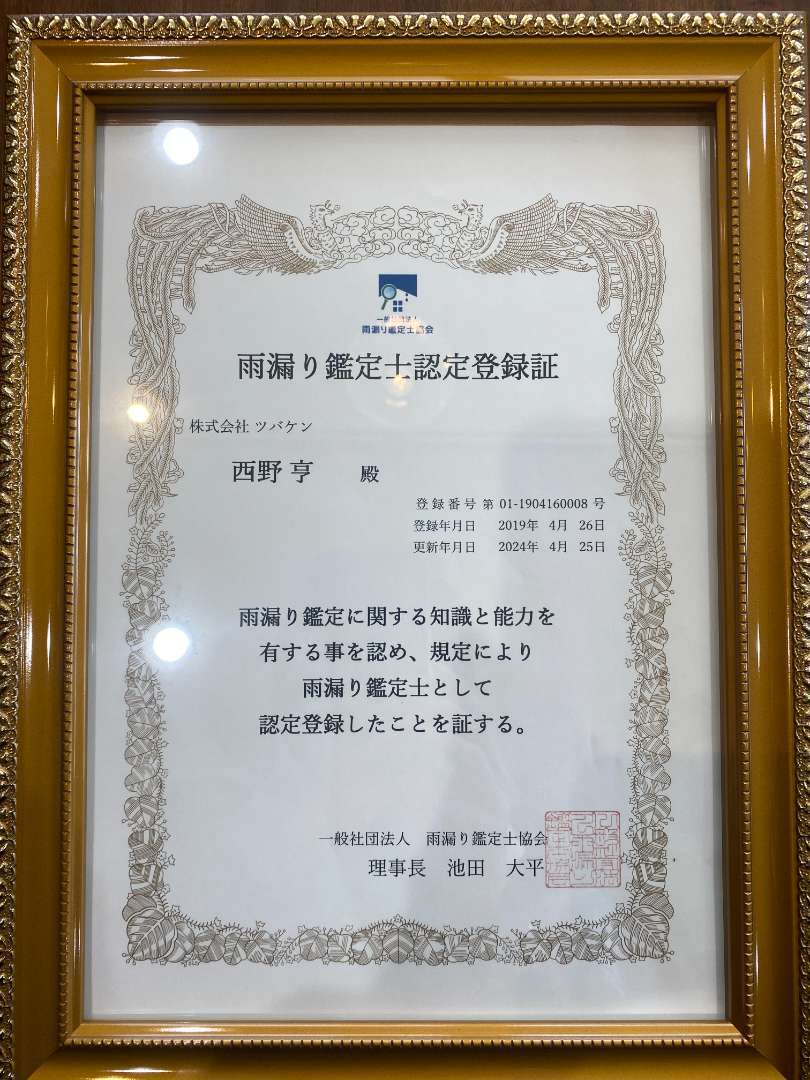 一般社団法人
雨漏り鑑定士協会
雨漏り鑑定士認定登録証
株式会社 ツバケン
西野 亨 殿
登録番号 第 01-1904160008 号
登録年月日 2019年 4月 26日
更新年月日 2024年 4月 25日
雨漏り鑑定に関する知識と能力を
有する事を認め、規定により
雨漏り鑑定士として
認定登録したことを証する。
一般社団法人 雨漏り鑑定士協会
理事長 池田 大平